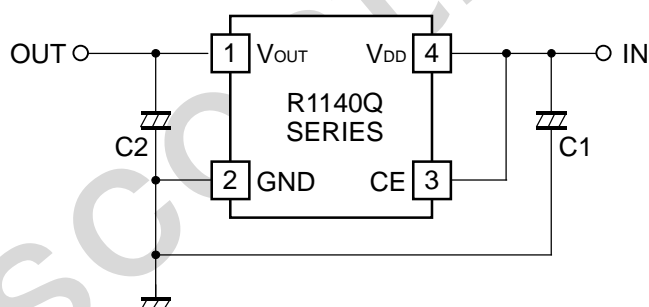 OUT
1 VOUT
VDD 4
IN
R1140Q
SERIES
C2
C1
2 GND
CE 3